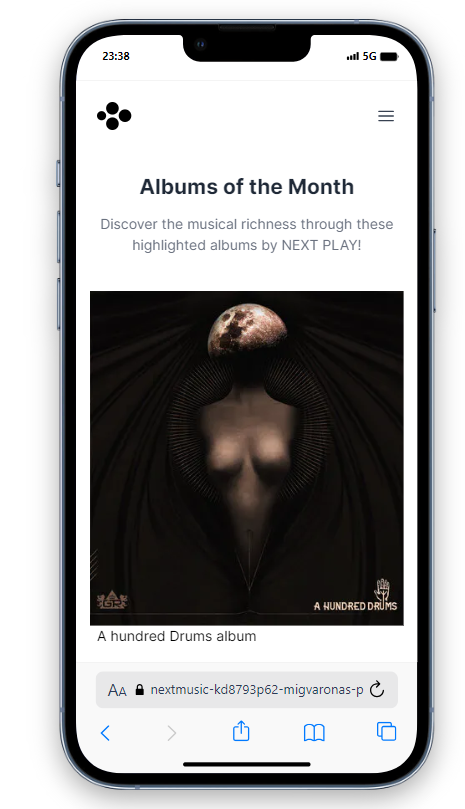 23:38
5G
Albums of the Month
Discover the musical richness through these
highlighted albums by NEXT PLAY!
GR
A HUNDRED DRUMS
A hundred Drums album
AA nextmusic-kd8793p62-migvaronas-p